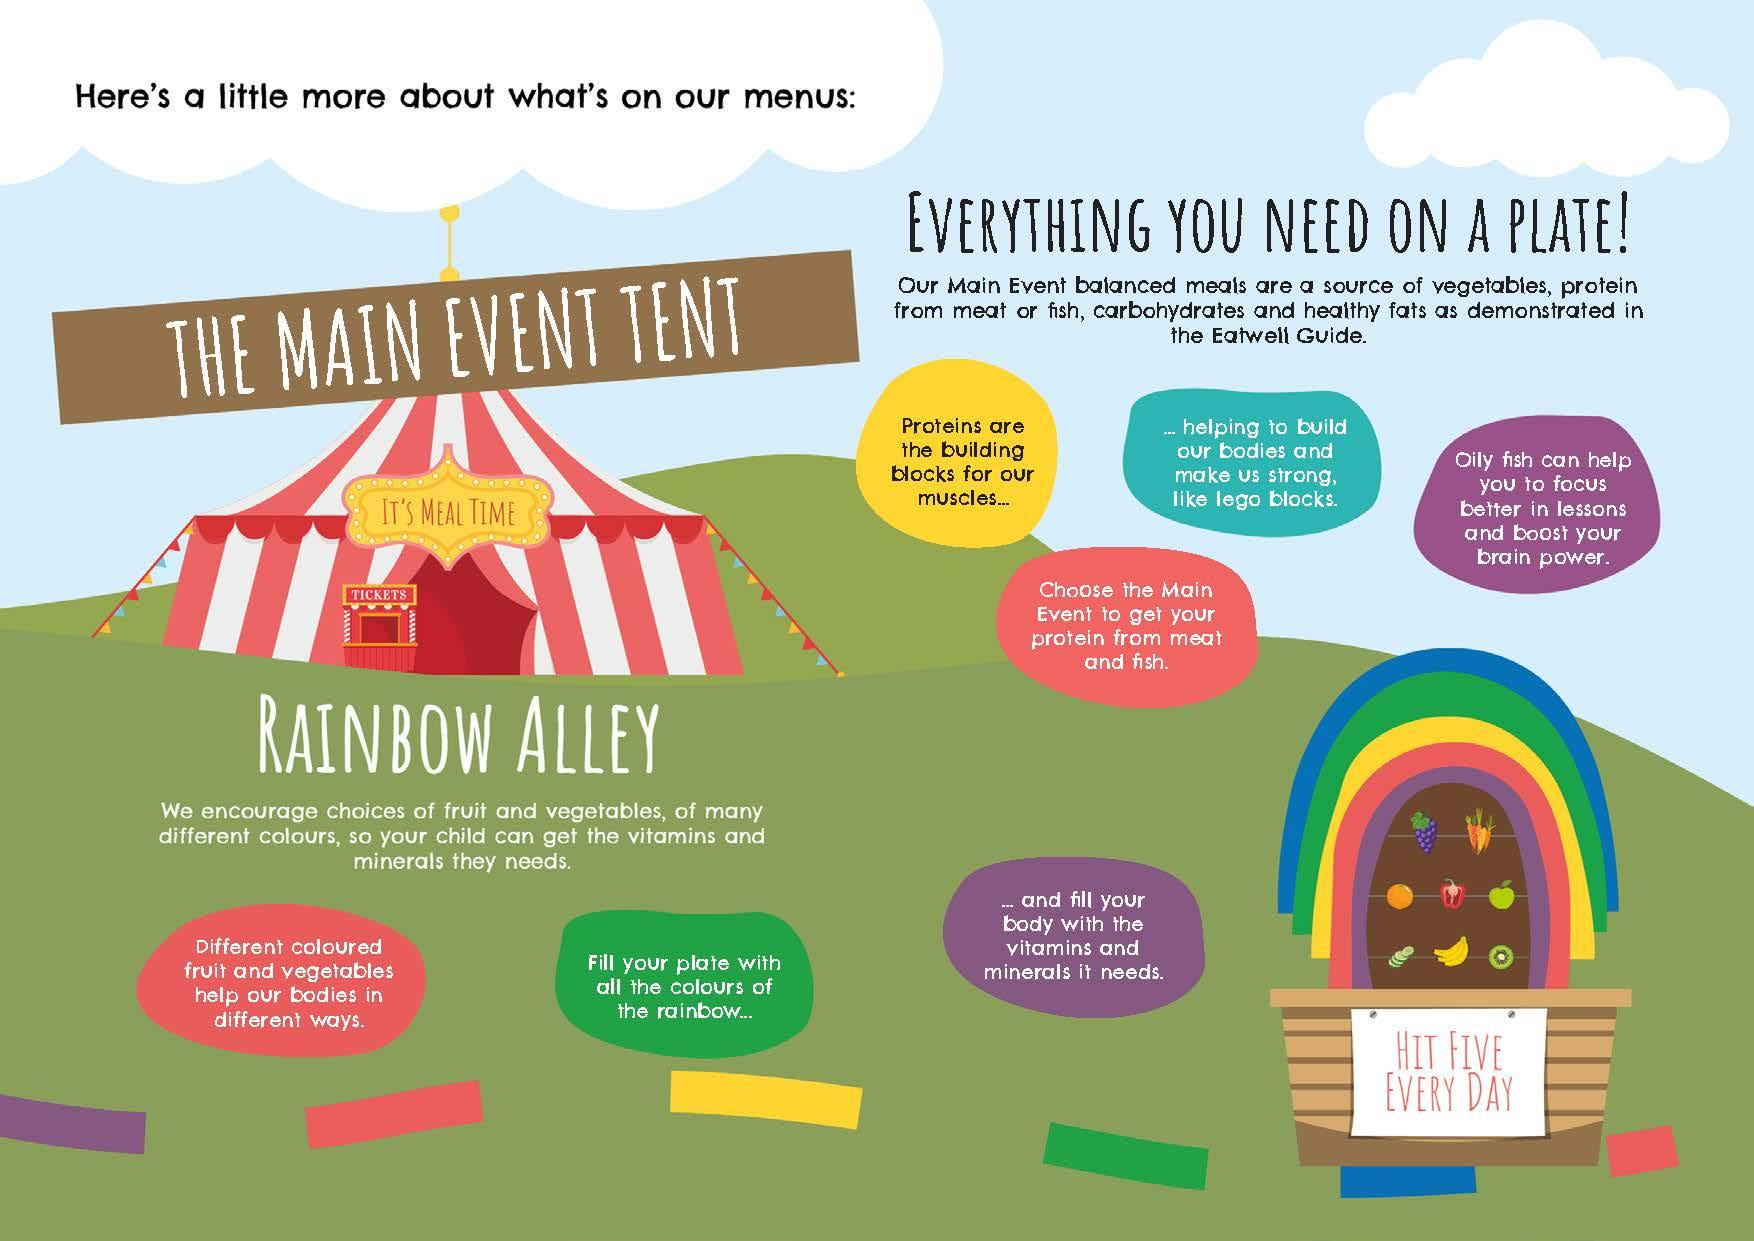 Here's a little more about what's on our menus:
THE MAIN EVENT TENT
IT'S MEAL TIME
TICKETS
EVERYTHING YOU NEED ON A PLATE!
Our Main Event balanced meals are a source of vegetables, protein
from meat or fish, carbohydrates and healthy fats as demonstrated in
the Eatwell Guide.
Proteins are
the building
blocks for our
muscles...
... helping to build
our bodies and
make us strong,
like lego blocks.
Oily fish can help
you to focus
better in lessons
and boost your
brain power.
Choose the Main
Event to get your
protein from meat
and fish.
RAINBOW ALLEY
We encourage choices of fruit and vegetables, of many
different colours, so your child can get the vitamins and
minerals they needs.
Different coloured
fruit and vegetables
help our bodies in
different ways.
Fill your plate with
all the colours of
the rainbow...
... and fill your
body with the
vitamins and
minerals it needs.
HIT FIVE
EVERY DAY